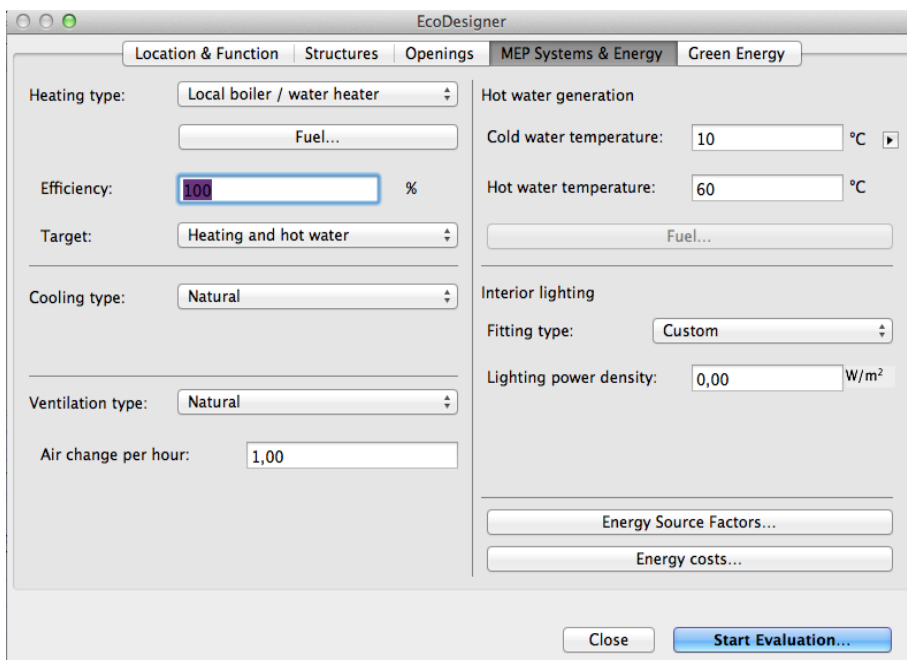 EcoDesigner
Location & Function Structures Openings MEP Systems & Energy Green Energy
Heating type: Local boiler / water heater
Fuel...
Efficiency: 100 %
Target: Heating and hot water
Cooling type: Natural
Ventilation type: Natural
Air change per hour: 1,00
Hot water generation
Cold water temperature: 10 °C
Hot water temperature: 60 °C
Fuel...
Interior lighting
Fitting type: Custom
Lighting power density: 0,00 W/m²
Energy Source Factors...
Energy costs...
Close Start Evaluation...